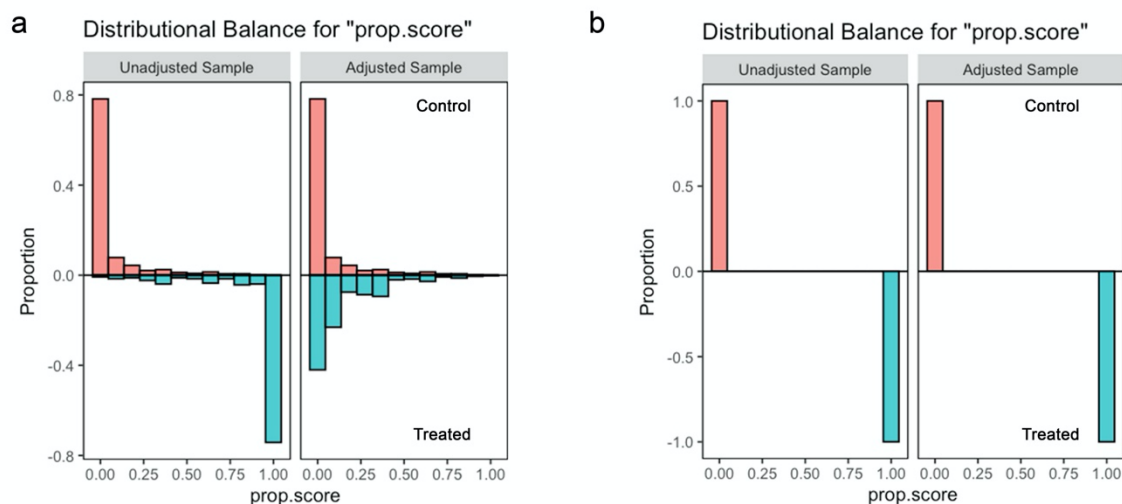 a
Distributional Balance for "prop.score"
Unadjusted Sample
Adjusted Sample
Control
Treated
0.8
0.4
0.0
-0.4
-0.8
Proportion
0.00 0.25 0.50 0.75 1.00
0.00 0.25 0.50 0.75 1.00
prop.score
b
Distributional Balance for "prop.score"
Unadjusted Sample
Adjusted Sample
Control
Treated
1.0
0.5
0.0
-0.5
-1.0
Proportion
0.00 0.25 0.50 0.75 1.00
0.00 0.25 0.50 0.75 1.00
prop.score